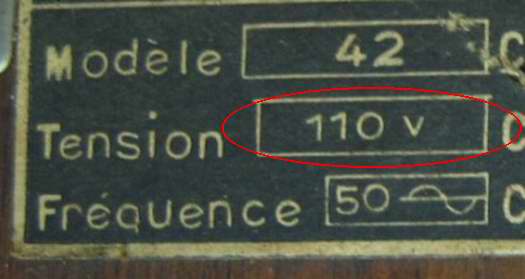 Modèle 42 C
Tension 110 v C
Fréquence 50 C